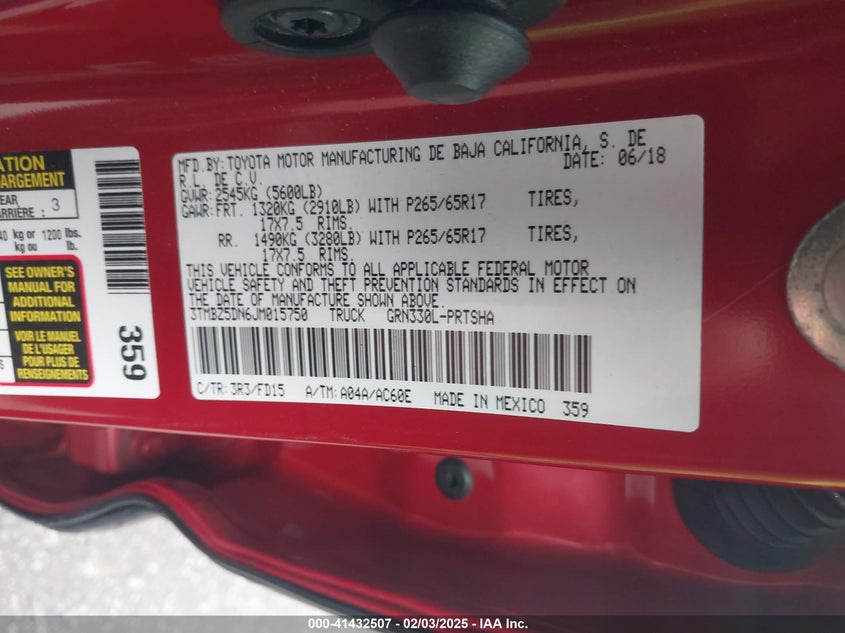 ATION
ARGEMENT
EAR
ARRIÈRE : 3
40 kg or 1200 lbs.
kg ou lb.
SEE OWNER'S
MANUAL FOR
ADDITIONAL
INFORMATION
VOIR LE MANUEL
DE L'USAGER
POUR PLUS DE
RENSEIGNEMENTS
359
MFD.BY:TOYOTA MOTOR MANUFACTURING DE BAJA CALIFORNIA, S. DE
R.L. DE C.V. DATE: 06/18
GVWR:2545KG (5600LB)
GAWR:FRT. 1320KG (2910LB) WITH P265/65R17 TIRES,
17X7.5 RIMS.
RR. 1490KG (3280LB) WITH P265/65R17 TIRES,
17X7.5 RIMS.
THIS VEHICLE CONFORMS TO ALL APPLICABLE FEDERAL MOTOR
VEHICLE SAFETY AND THEFT PREVENTION STANDARDS IN EFFECT ON
THE DATE OF MANUFACTURE SHOWN ABOVE.
3TMBZ5DN6JM015750 TRUCK GRN330L-PRTSHA
C/TR:3R3/FD15 A/TM:A04A/AC60E MADE IN MEXICO 359
000-41432507 - 02/03/2025 - IAA Inc.